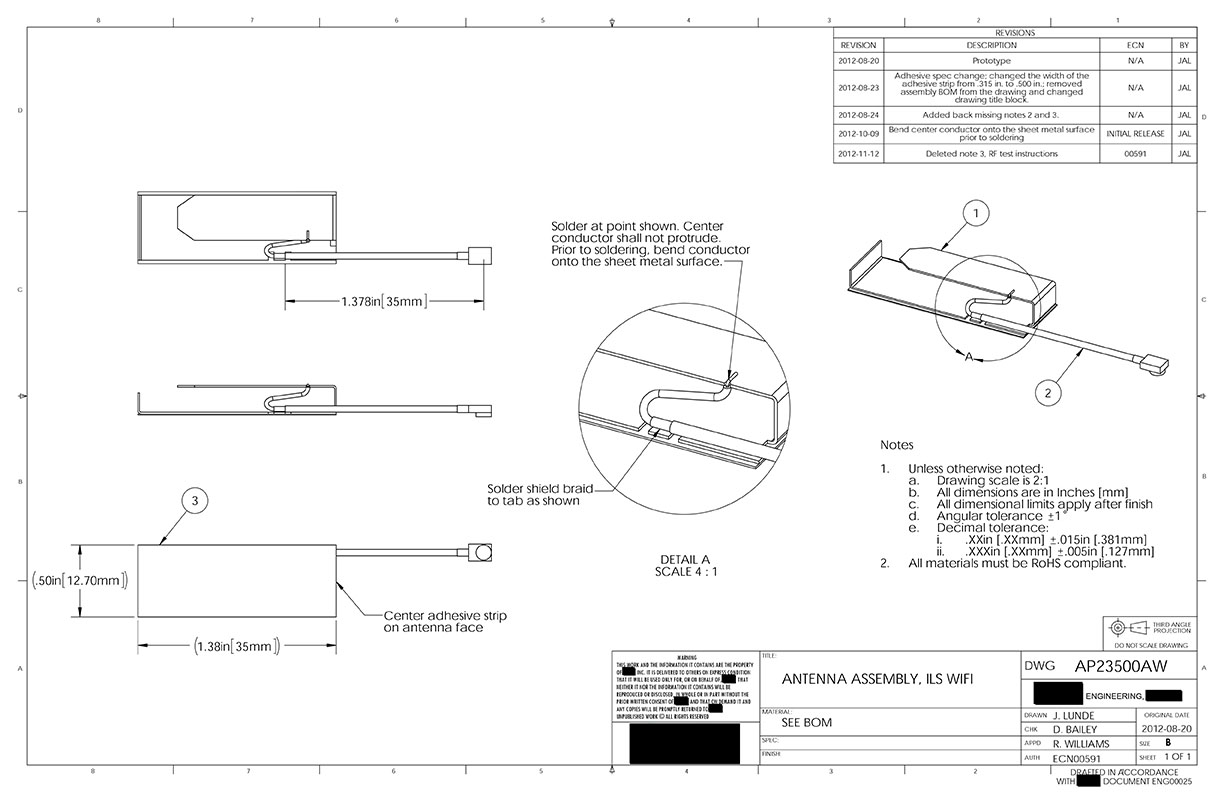 8 7 6 5 4 3 2 1
REVISIONS
REVISION DESCRIPTION ECN BY
2012-08-20 Prototype N/A JAL
2012-08-23 Adhesive spec change; changed the width of the
adhesive strip from .315 in. to .500 in.; removed
assembly BOM from the drawing and changed
drawing title block. N/A JAL
2012-08-24 Added back missing notes 2 and 3. N/A JAL
2012-10-09 Bend center conductor onto the sheet metal surface
prior to soldering INITIAL RELEASE JAL
2012-11-12 Deleted note 3, RF test instructions 00591 JAL
D D
C C
B B
A A
1.378in[35mm]
Solder at point shown. Center
conductor shall not protrude.
Prior to soldering, bend conductor
onto the sheet metal surface.
1
A
2
Solder shield braid
to tab as shown
DETAIL A
SCALE 4 : 1
3
(.50in[12.70mm])
(1.38in[35mm])
Center adhesive strip
on antenna face
Notes
1. Unless otherwise noted:
a. Drawing scale is 2:1
b. All dimensions are in Inches [mm]
c. All dimensional limits apply after finish
d. Angular tolerance ±1°
e. Decimal tolerance:
i. .XXin [.XXmm] ±.015in [.381mm]
ii. .XXXin [.XXmm] ±.005in [.127mm]
2. All materials must be RoHS compliant.
THIRD ANGLE
PROJECTION
DO NOT SCALE DRAWING
WARNING
THIS WORK AND THE INFORMATION IT CONTAINS ARE THE PROPERTY
OF INC. IT IS DELIVERED TO OTHERS ON EXPRESS CONDITION
THAT IT WILL BE USED ONLY FOR, OR ON BEHALF OF THAT
NEITHER IT NOR THE INFORMATION IT CONTAINS WILL BE
REPRODUCED OR DISCLOSED, IN WHOLE OR IN PART WITHOUT THE
PRIOR WRITTEN CONSENT OF AND THAT ON DEMAND IT AND
ANY COPIES WILL BE PROMPTLY RETURNED TO
UNPUBLISHED WORK © ALL RIGHTS RESERVED
TITLE:
ANTENNA ASSEMBLY, ILS WIFI
MATERIAL:
SEE BOM
SPEC:
FINISH:
DWG AP23500AW
ENGINEERING,
DRAWN J. LUNDE ORIGINAL DATE
CHK D. BAILEY 2012-08-20
APPD R. WILLIAMS SIZE B
AUTH ECN00591 SHEET 1 OF 1
8 7 6 5 4 3 2
DRAFTED IN ACCORDANCE
WITH DOCUMENT ENG00025